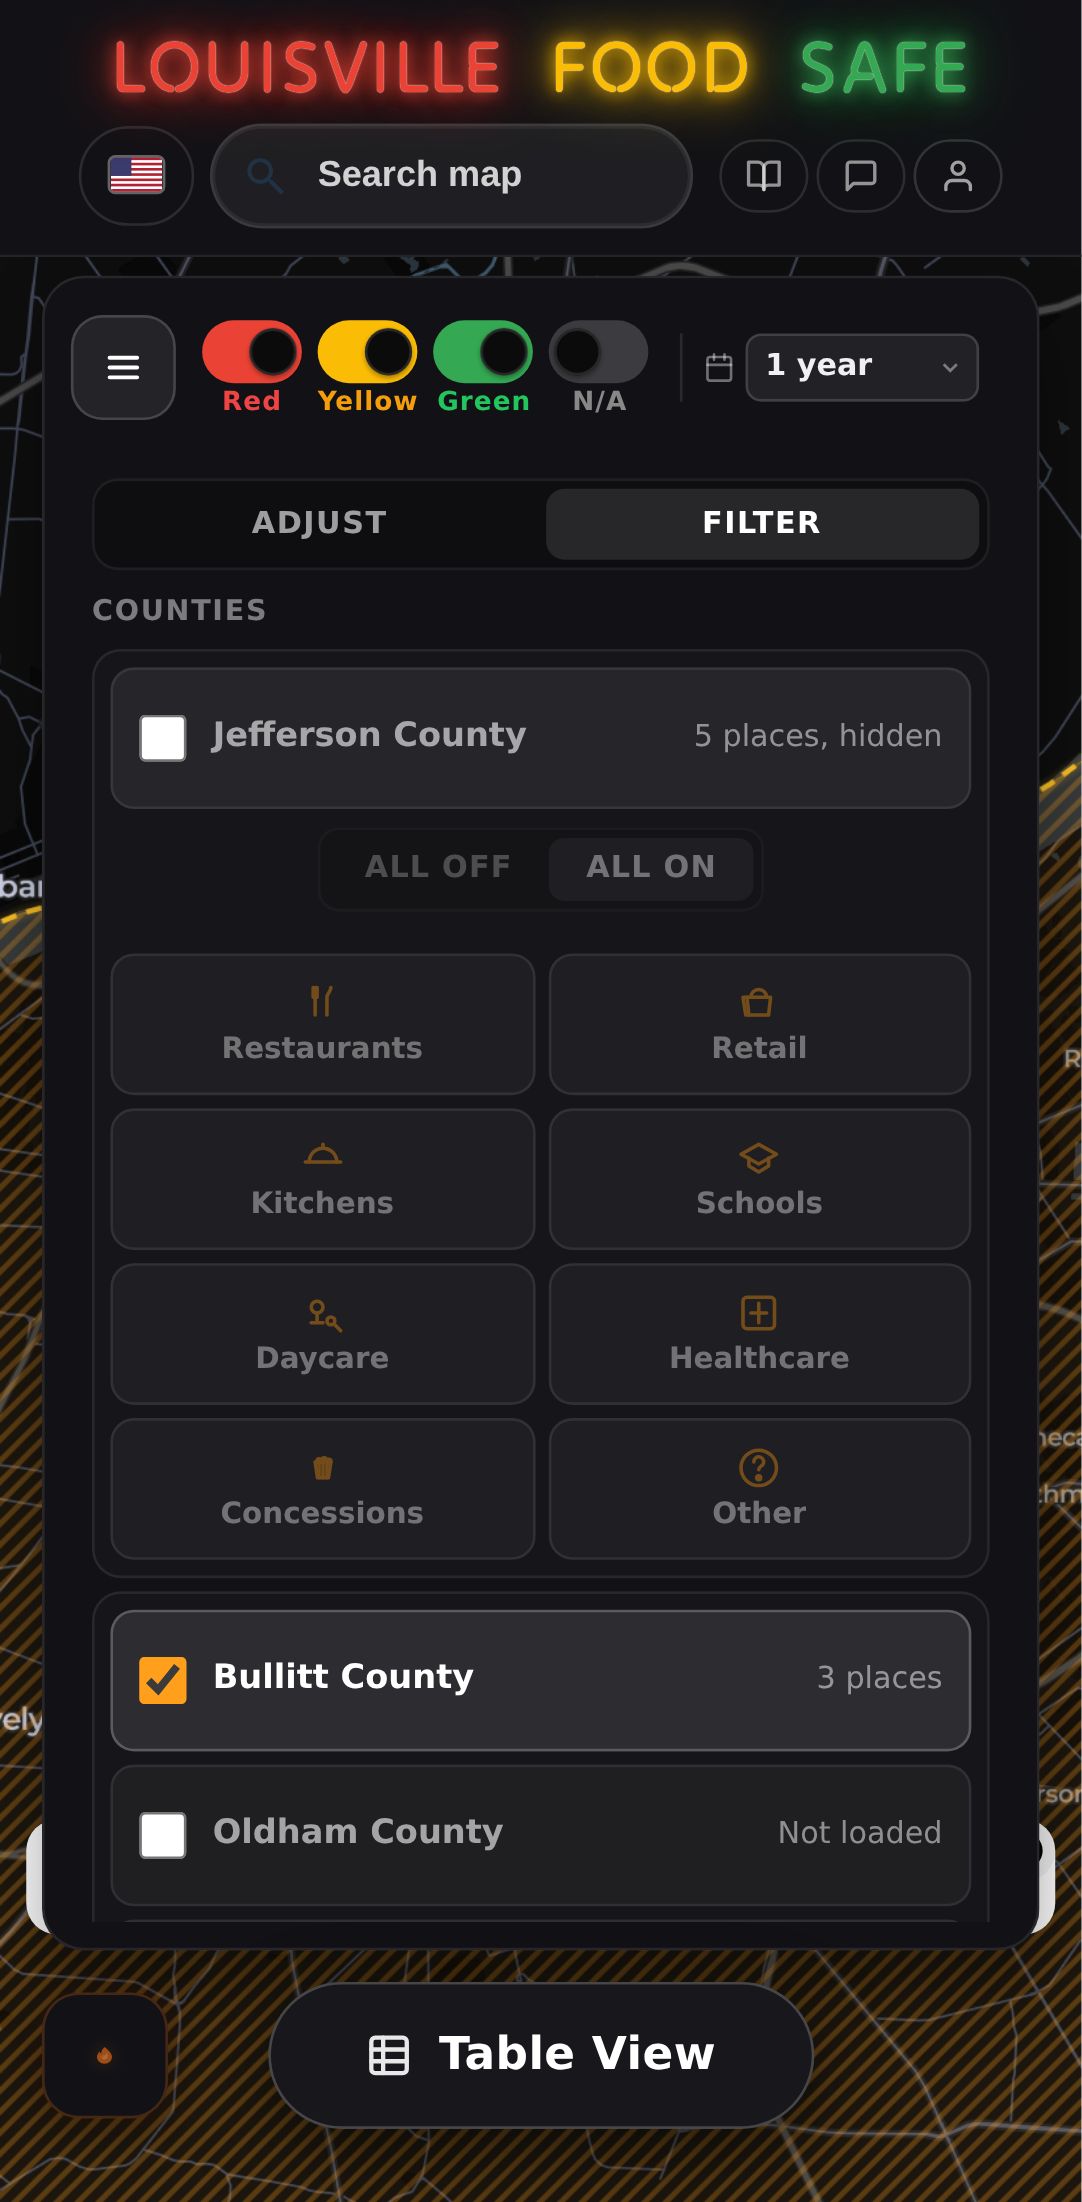 LOUISVILLE FOOD SAFE
Search map
Red
Yellow
Green
N/A
1 year
ADJUST
FILTER
COUNTIES
Jefferson County
5 places, hidden
ALL OFF
ALL ON
Restaurants
Retail
Kitchens
Schools
Daycare
Healthcare
Concessions
Other
Bullitt County
3 places
Oldham County
Not loaded
Table View